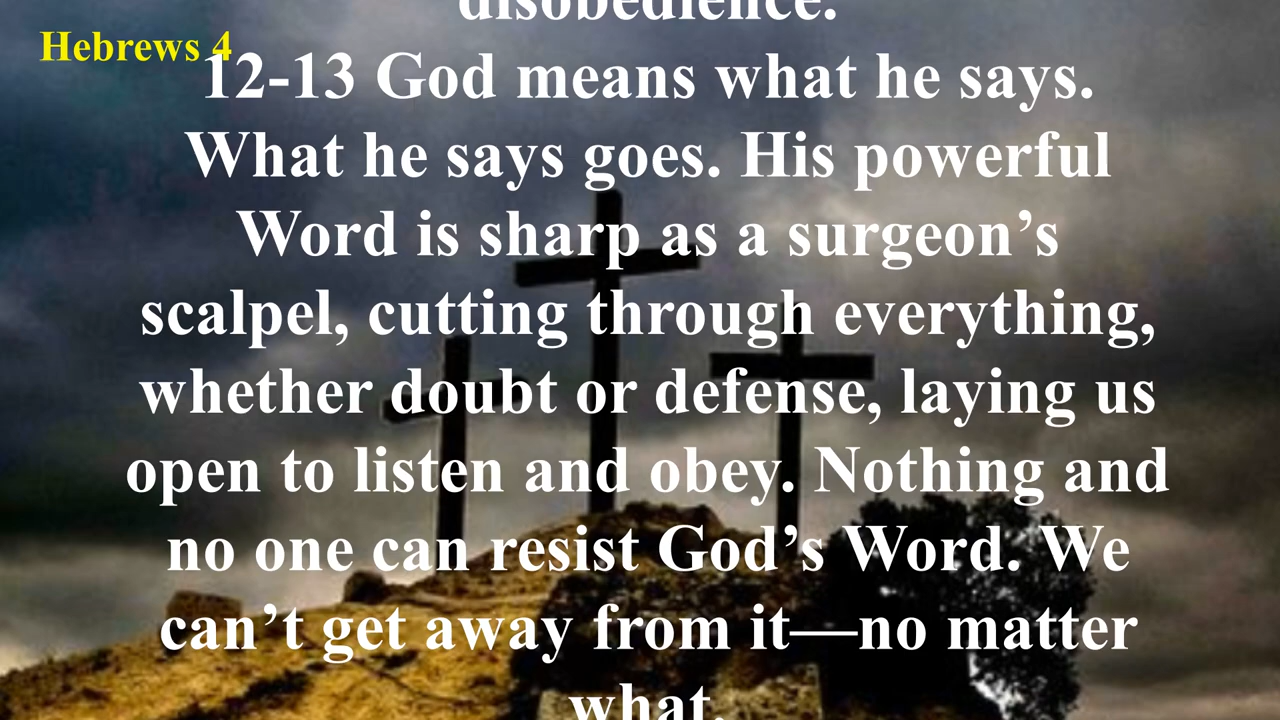 disobedience.
Hebrews 4
12-13 God means what he says.
What he says goes. His powerful
Word is sharp as a surgeon’s
scalpel, cutting through everything,
whether doubt or defense, laying us
open to listen and obey. Nothing and
no one can resist God’s Word. We
can’t get away from it—no matter
what.